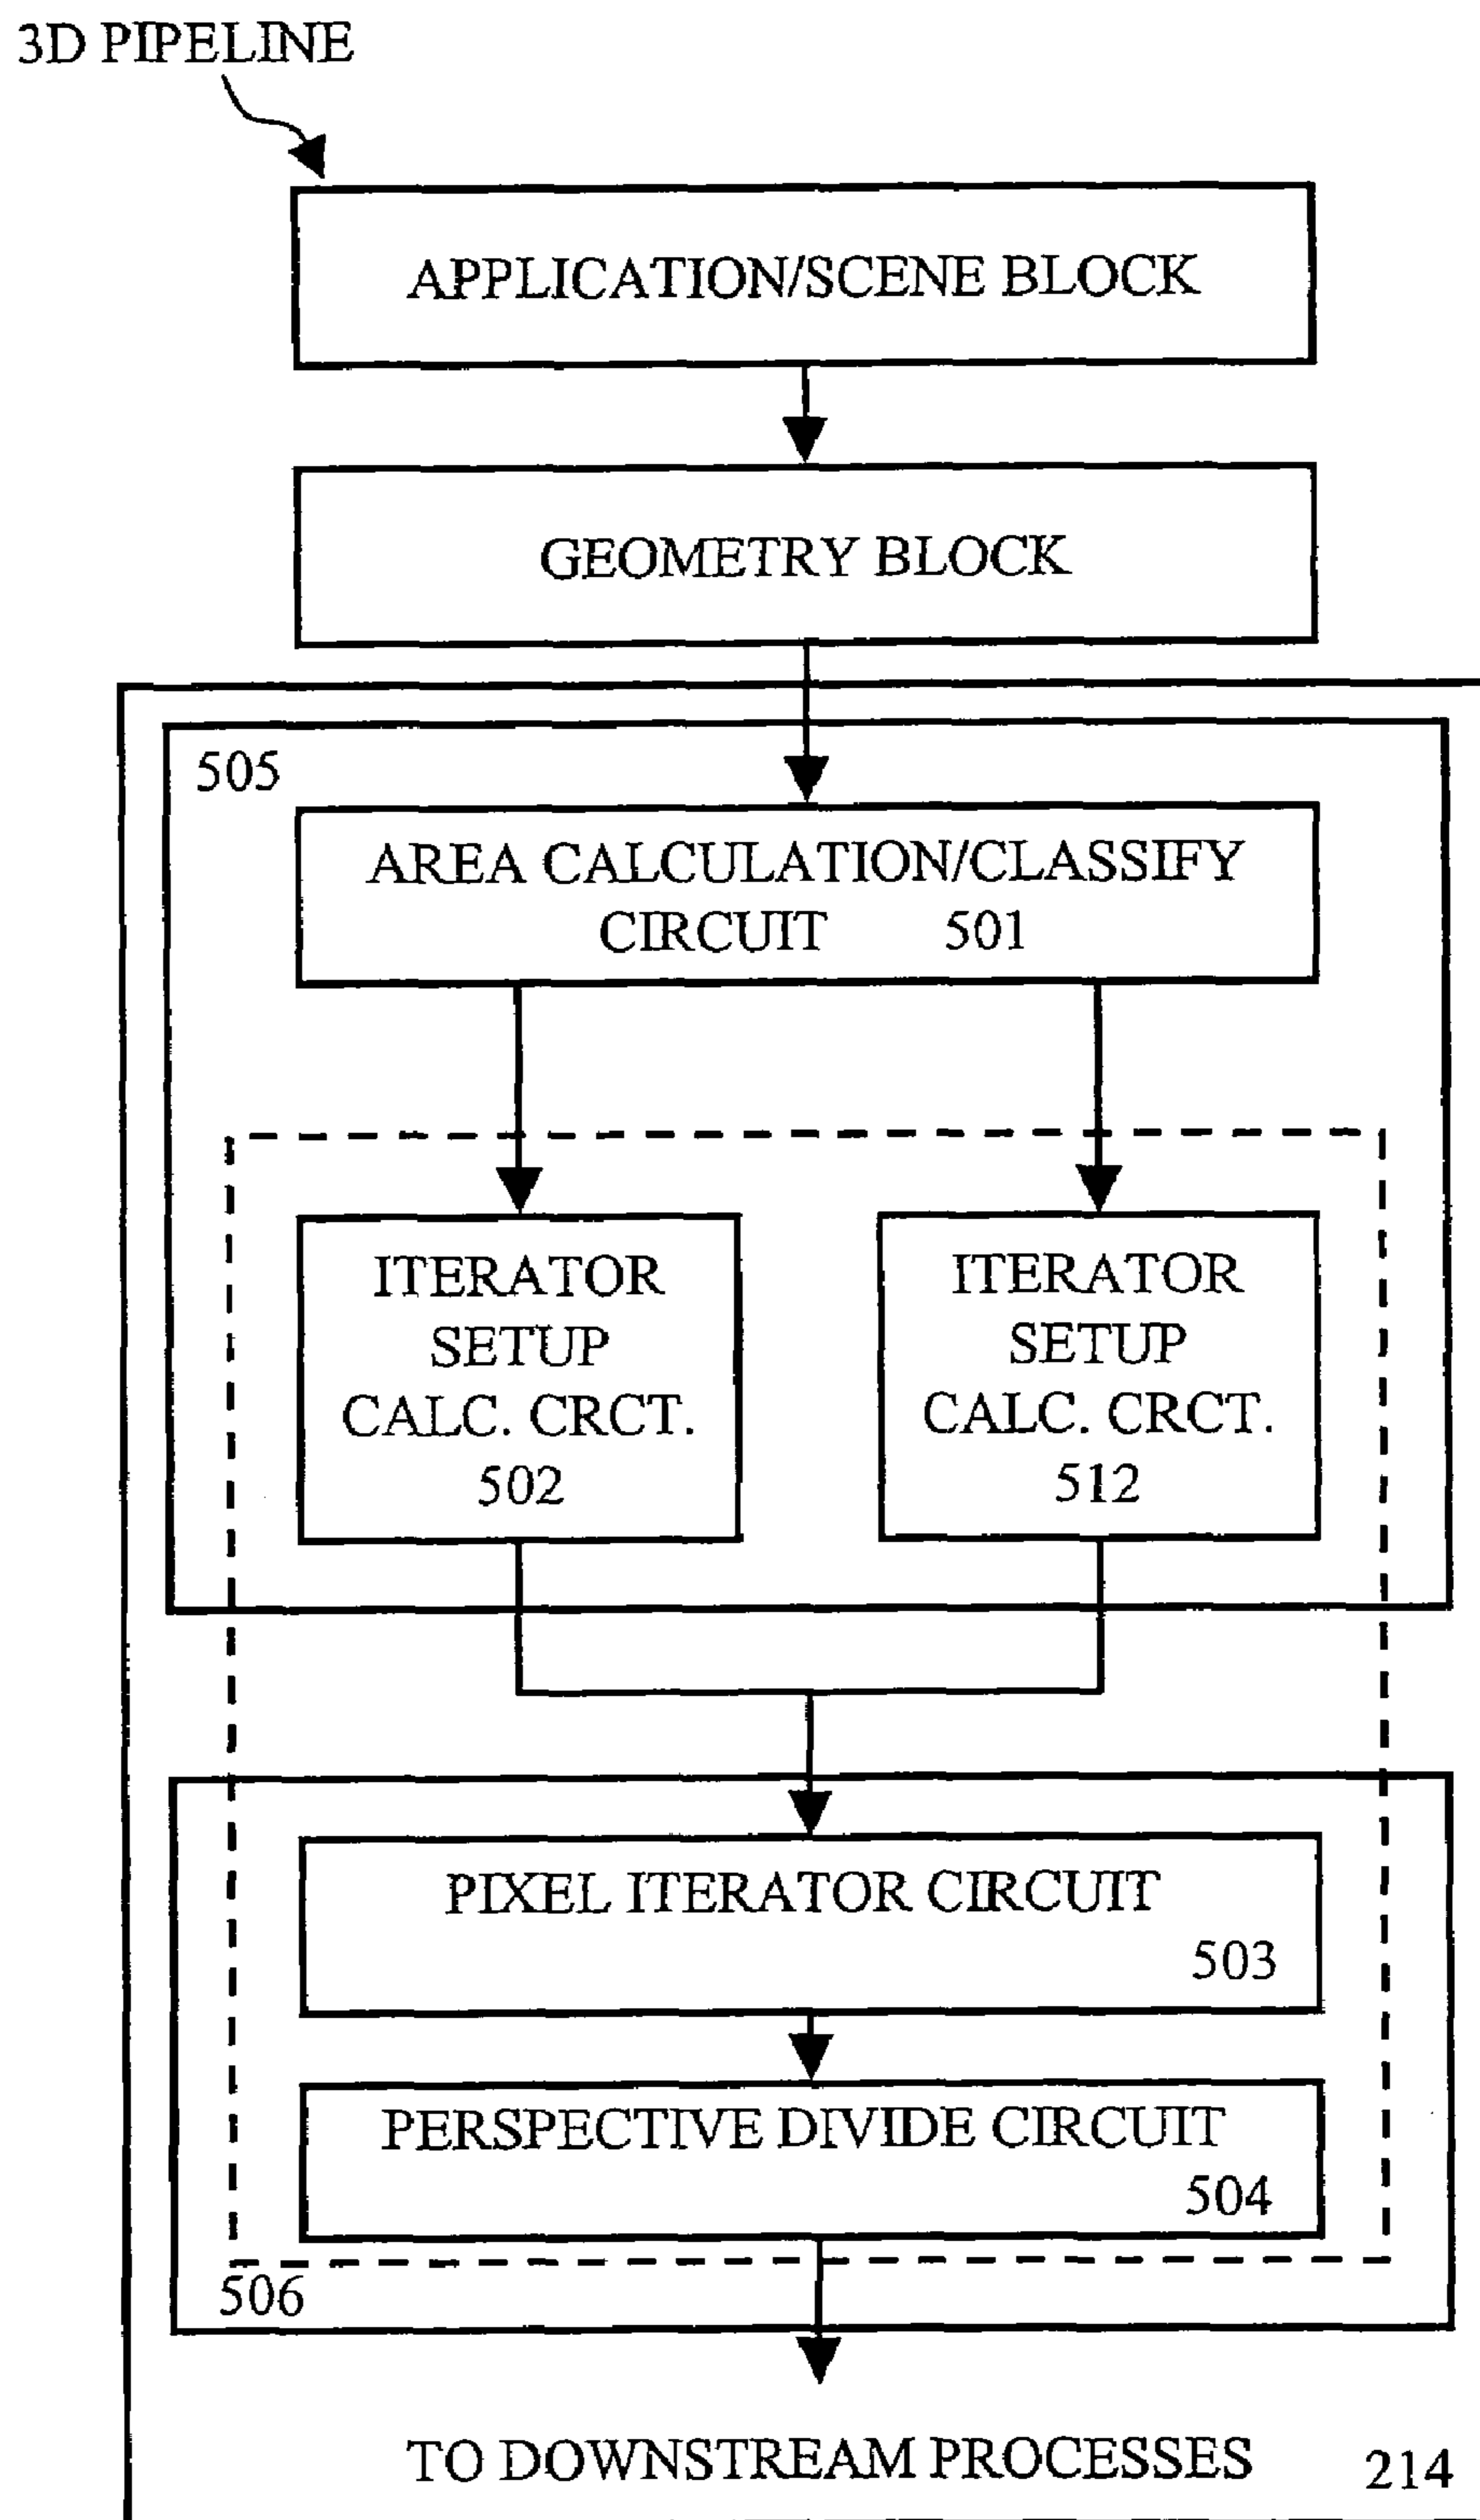 3D PIPELINE
APPLICATION/SCENE BLOCK
GEOMETRY BLOCK
505
AREA CALCULATION/CLASSIFY
CIRCUIT 501
ITERATOR
SETUP
CALC. CRCT.
502
ITERATOR
SETUP
CALC. CRCT.
512
PIXEL ITERATOR CIRCUIT
503
PERSPECTIVE DIVIDE CIRCUIT
504
506
TO DOWNSTREAM PROCESSES 214